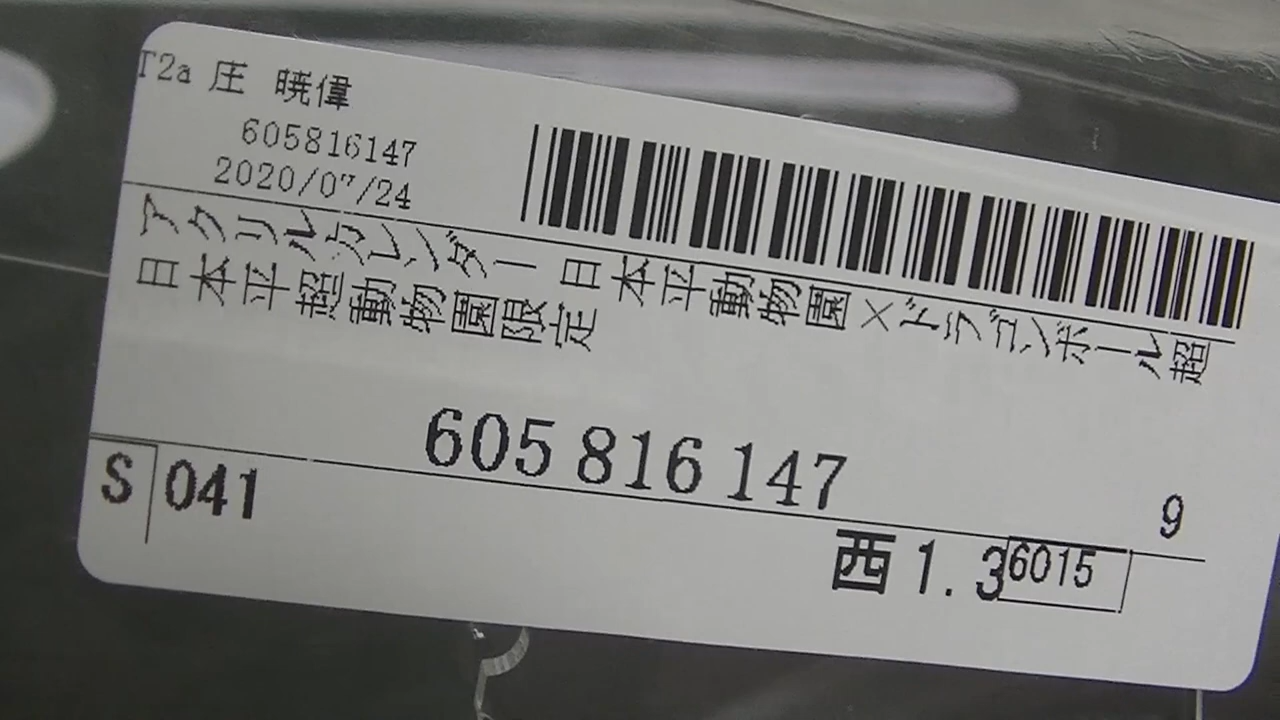 T2a 庄 暁偉
605816147
2020/07/24
アクリルカレンダー 日本平動物園×ドラゴンボール超
日本平超動物園限定
605 816 147
9
S 041
西 1. 3 6015